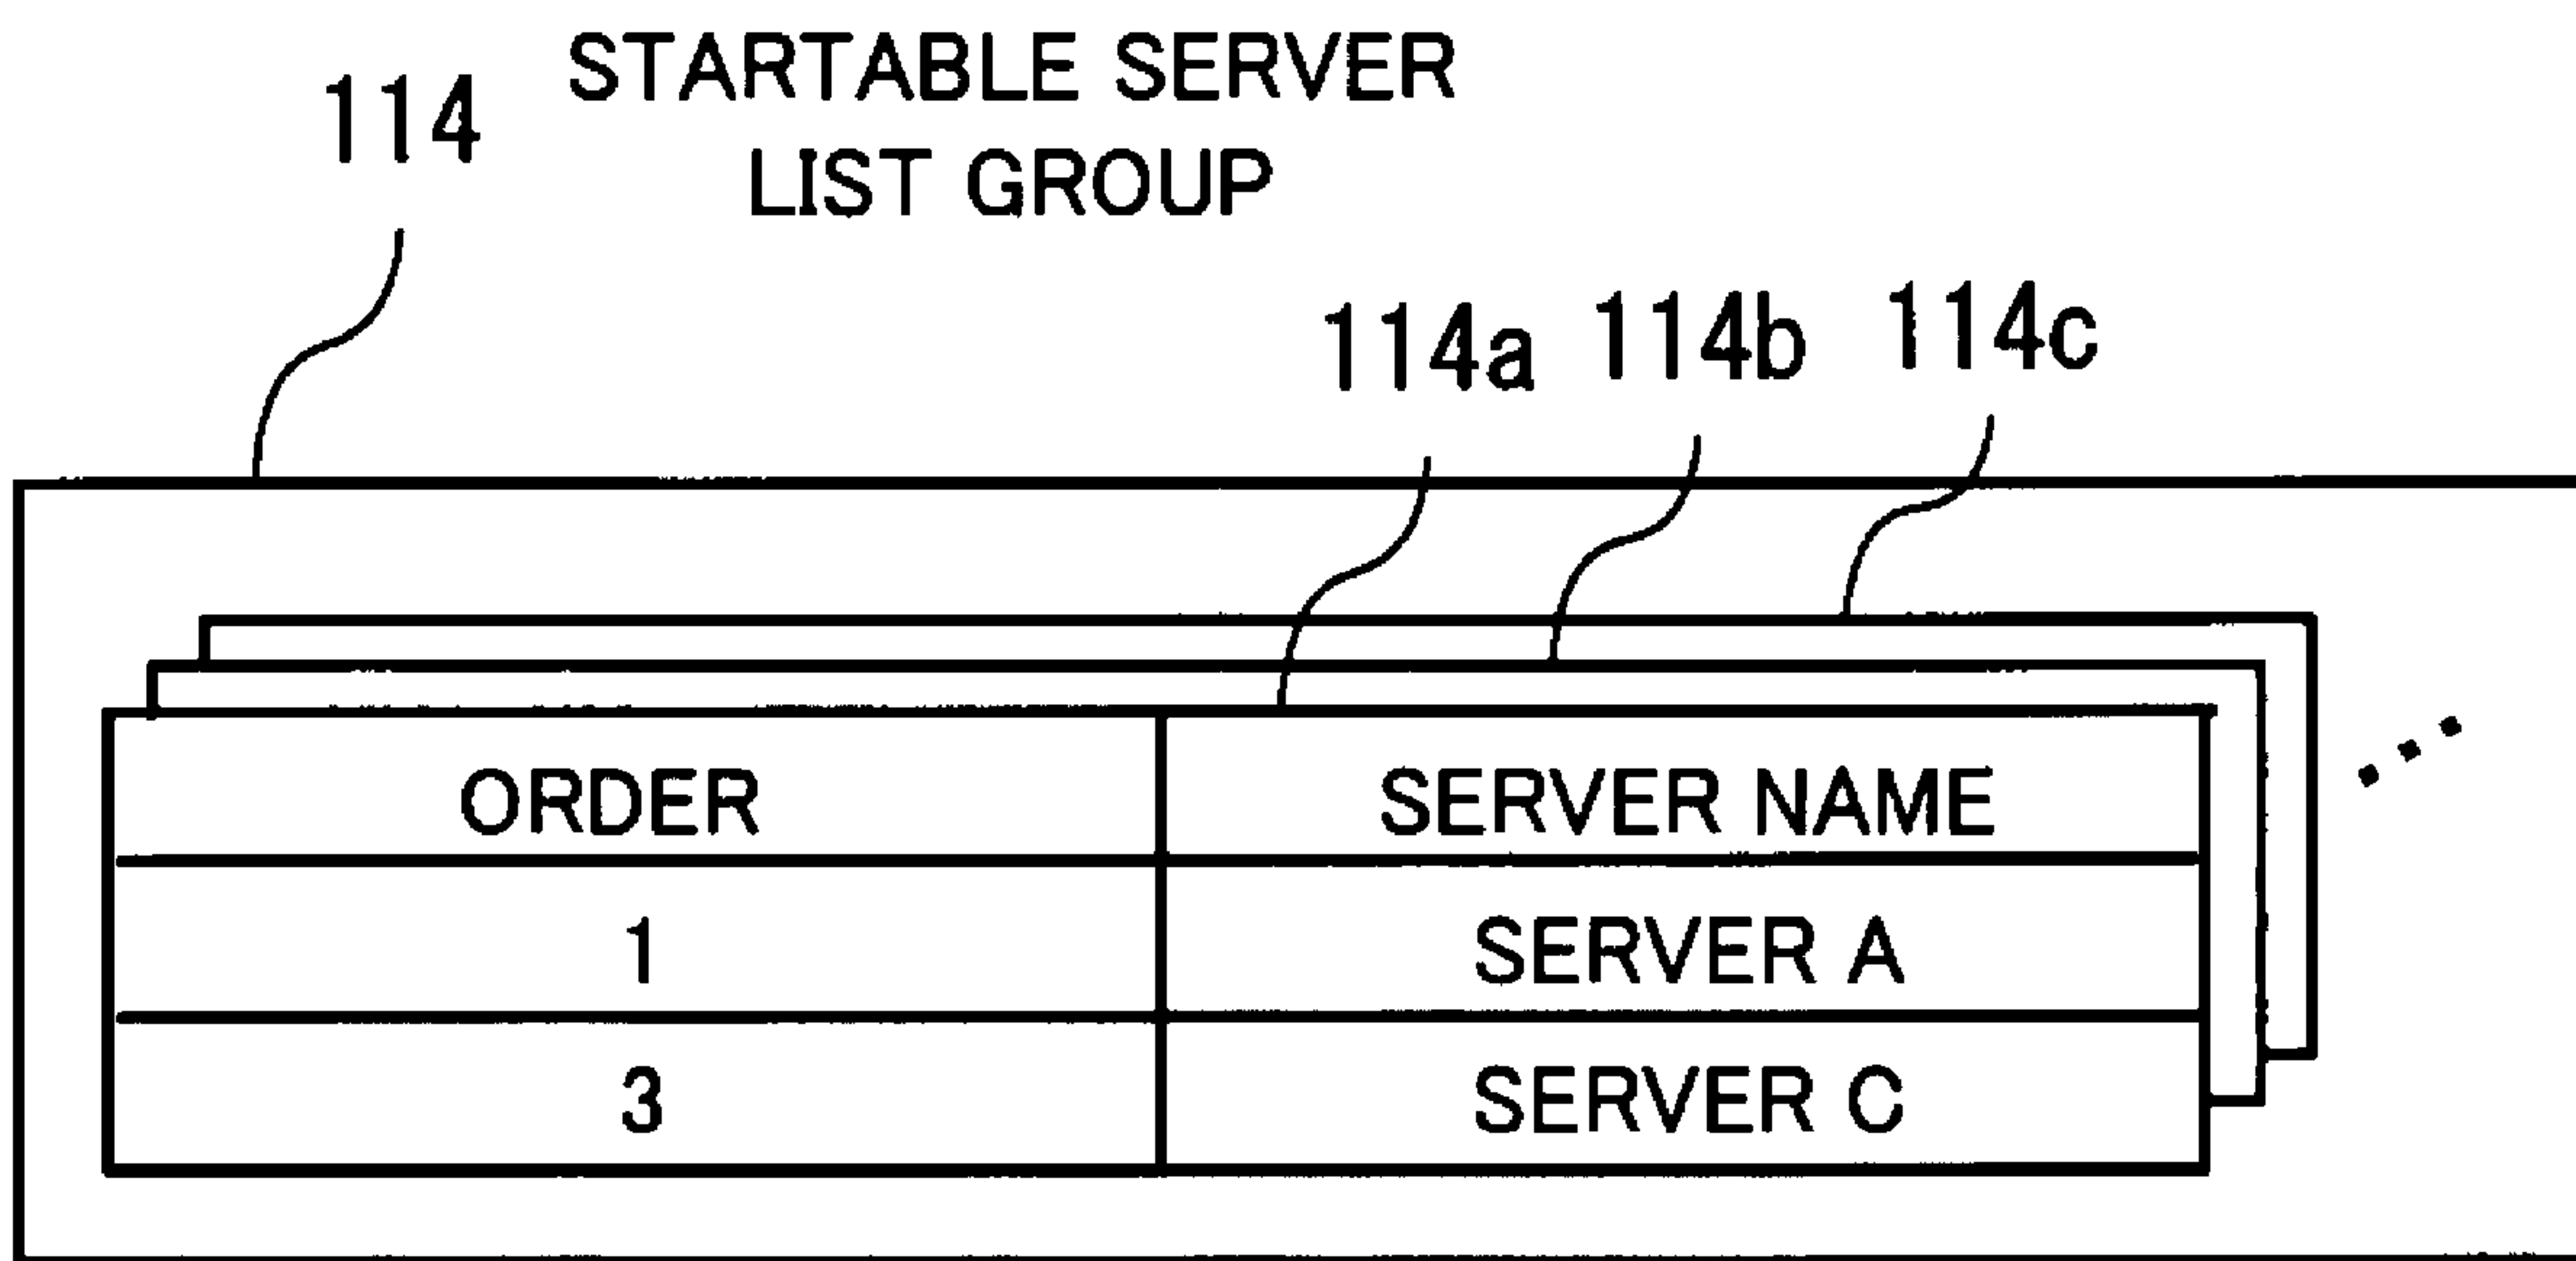 114
STARTABLE SERVER
LIST GROUP
114a 114b 114c
ORDER SERVER NAME
1 SERVER A
3 SERVER C